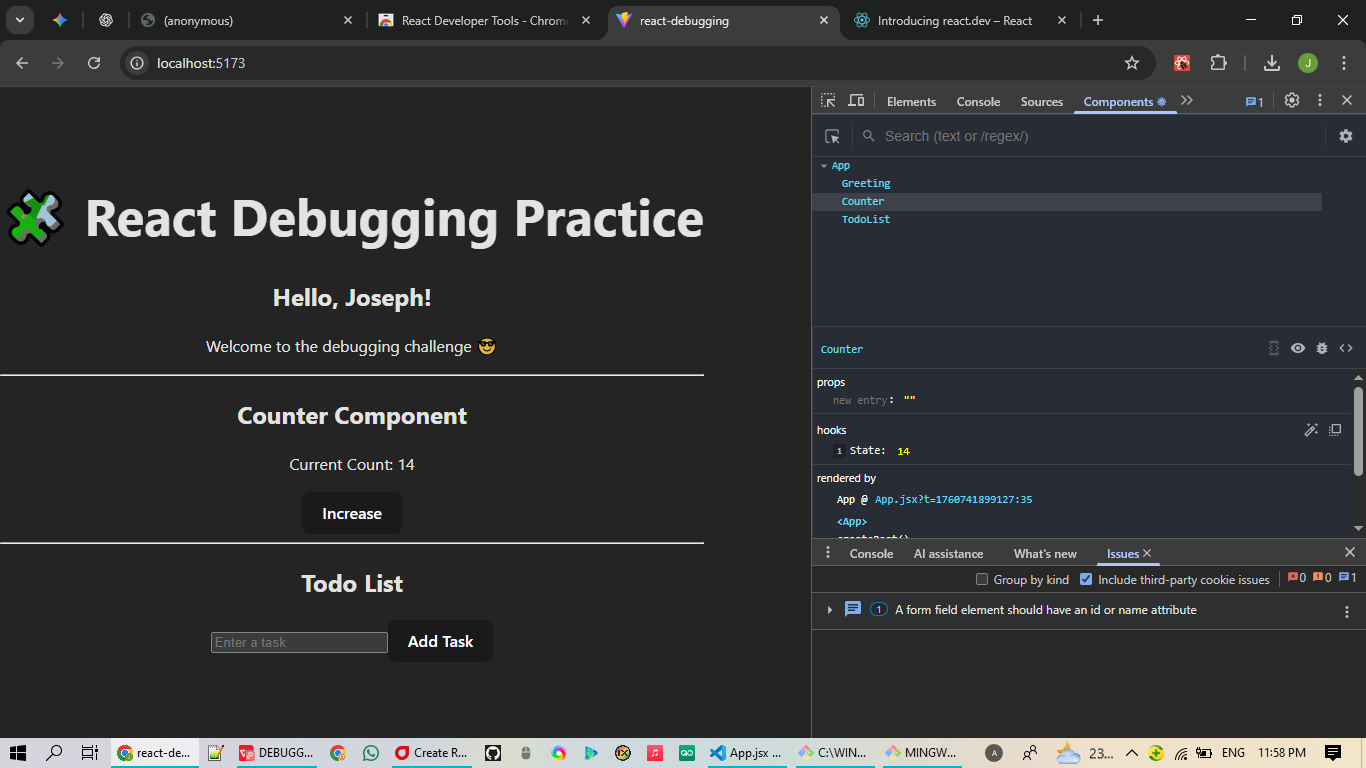 (anonymous)
React Developer Tools - Chrome
react-debugging
Introducing react.dev – React
localhost:5173
J
Elements
Console
Sources
Components
1
Search (text or /regex/)
App
Greeting
Counter
TodoList
React Debugging Practice
Hello, Joseph!
Welcome to the debugging challenge 😎
Counter Component
Current Count: 14
Increase
Todo List
Enter a task
Add Task
Counter
props
new entry: ""
hooks
1 State: 14
rendered by
App @ App.jsx?t=1760741899127:35
<App>
createRoot()
Console
AI assistance
What's new
Issues
Group by kind
Include third-party cookie issues
0
0
1
1 A form field element should have an id or name attribute
react-de...
DEBUGG...
Create R...
App.jsx ...
C:\WIN...
MINGW...
A
23...
ENG
11:58 PM